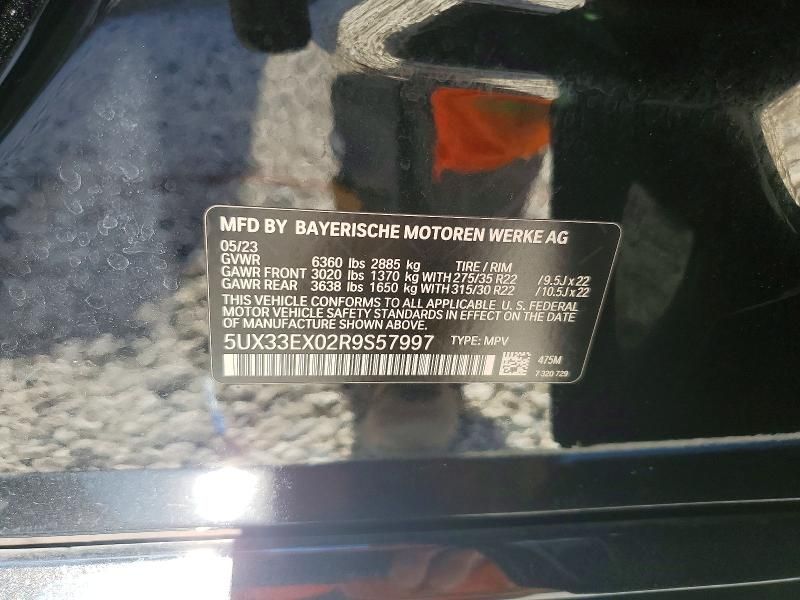 MFD BY BAYERISCHE MOTOREN WERKE AG
05/23
GVWR 6360 lbs 2885 kg TIRE / RIM
GAWR FRONT 3020 lbs 1370 kg WITH 275/35 R22 / 9.5J x 22
GAWR REAR 3638 lbs 1650 kg WITH 315/30 R22 / 10.5J x 22
THIS VEHICLE CONFORMS TO ALL APPLICABLE U.S. FEDERAL
MOTOR VEHICLE SAFETY STANDARDS IN EFFECT ON THE DATE
OF MANUFACTURE SHOWN ABOVE.
5UX33EX02R9S57997 TYPE: MPV
475M
7 320 729